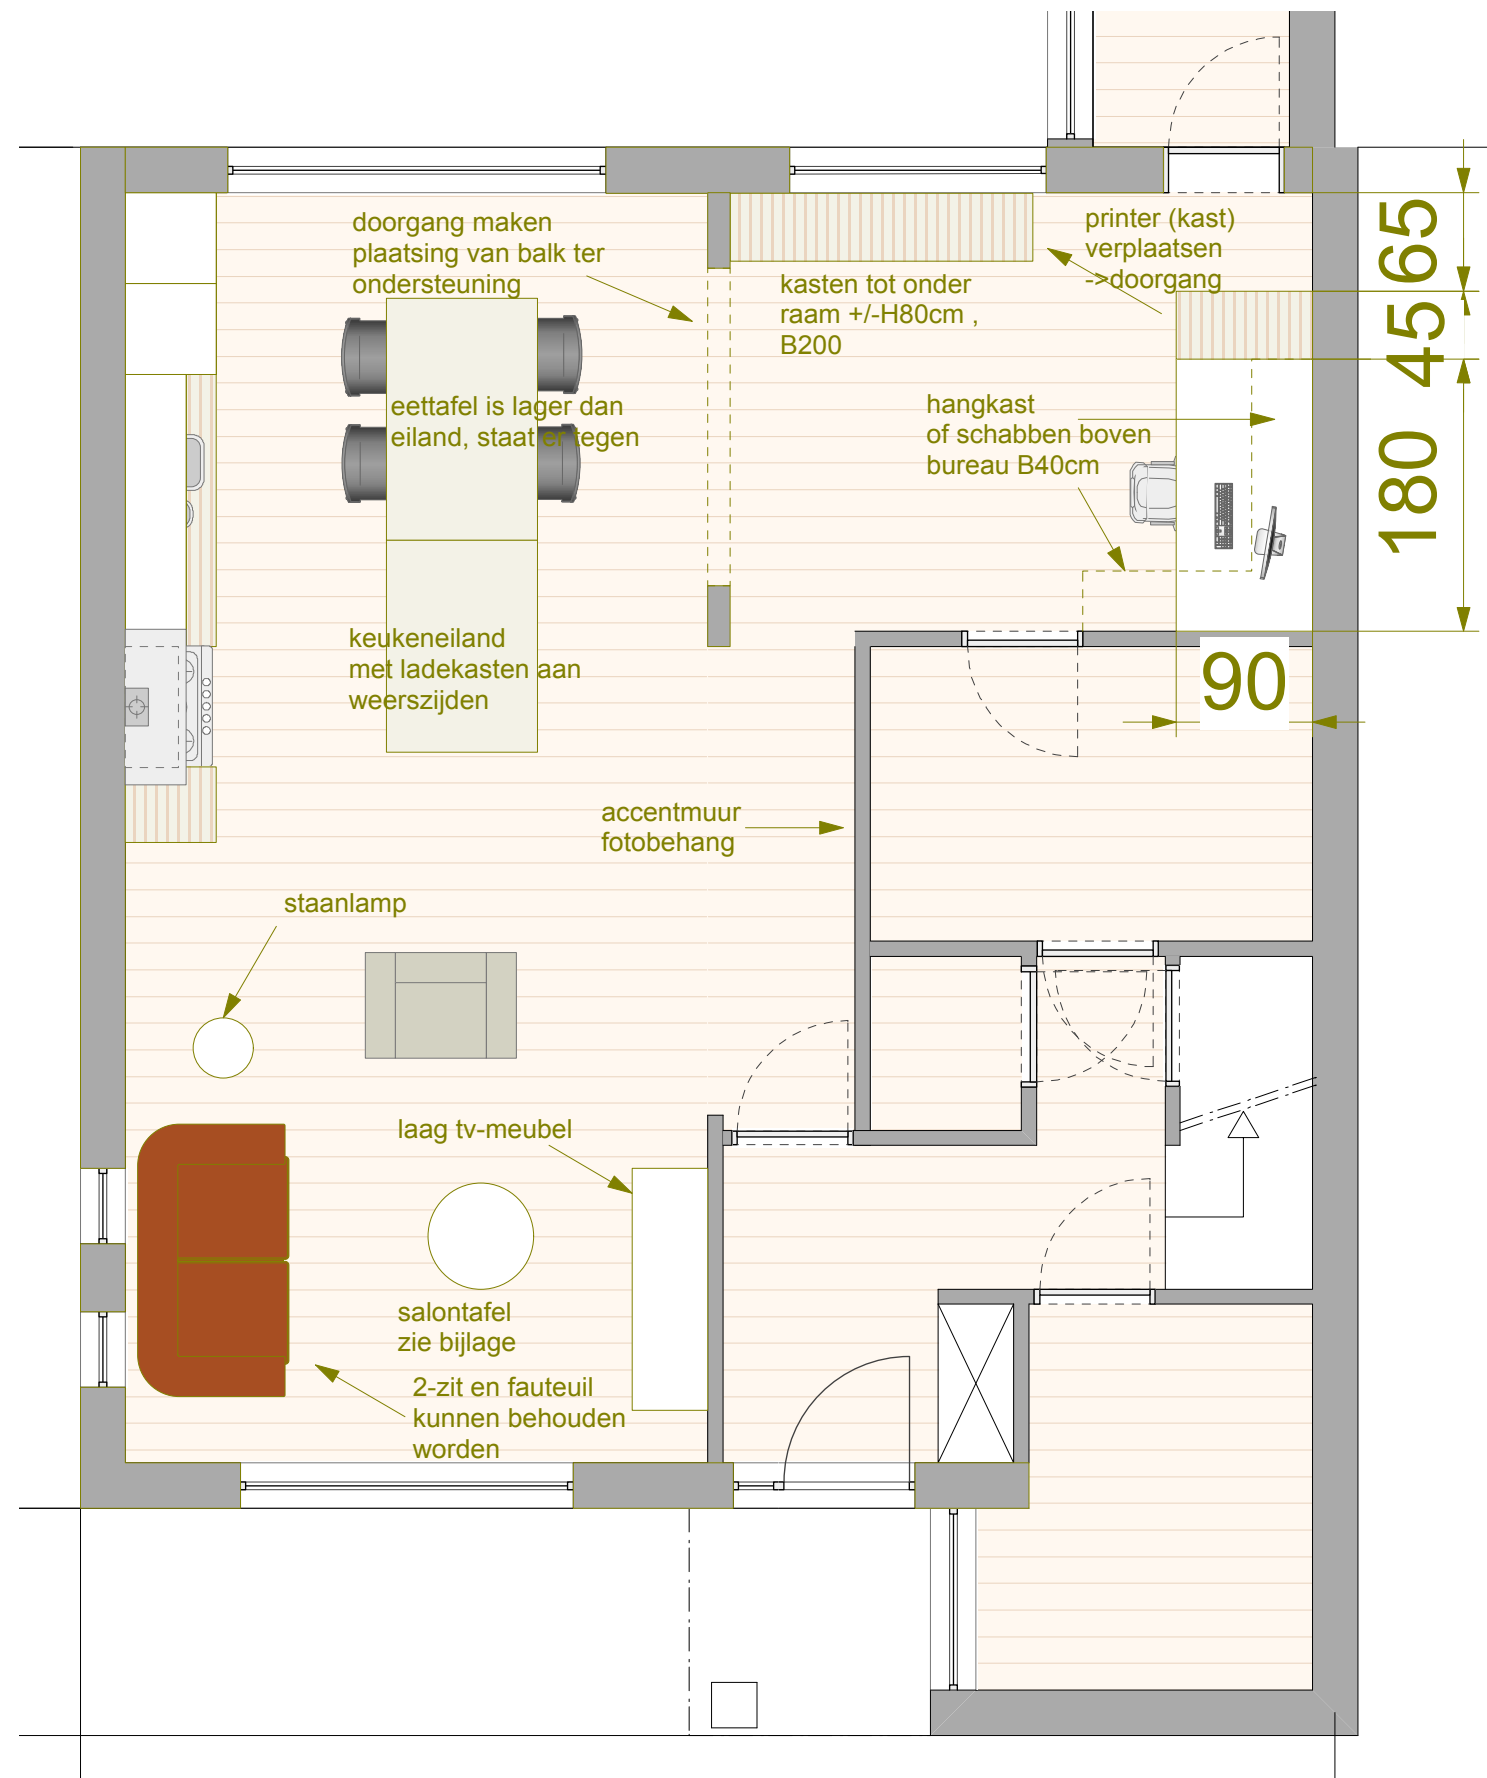 doorgang maken
plaatsing van balk ter
ondersteuning
printer (kast)
verplaatsen
->doorgang
65
kasten tot onder
raam +/-H80cm ,
B200
45
eettafel is lager dan
eiland, staat er tegen
hangkast
of schabben boven
bureau B40cm
180
keukeneiland
met ladekasten aan
weerszijden
90
accentmuur
fotobehang
staanlamp
laag tv-meubel
salontafel
zie bijlage
2-zit en fauteuil
kunnen behouden
worden